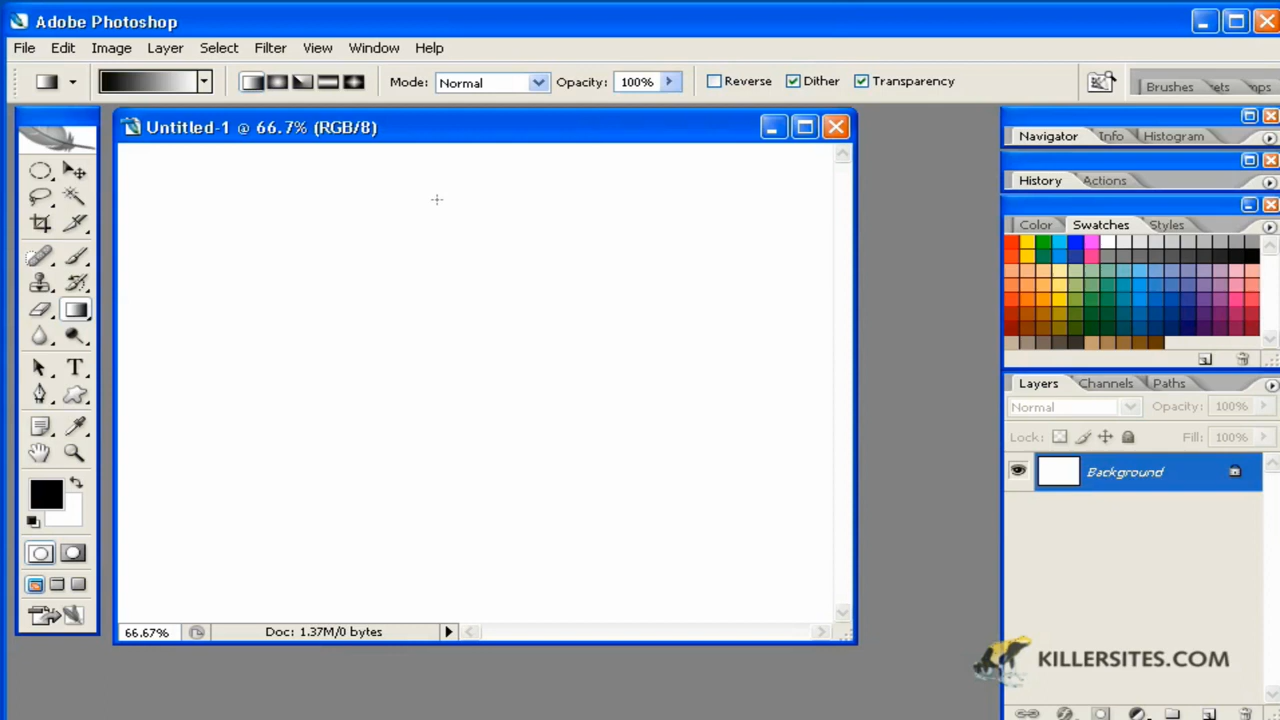 Adobe Photoshop
File Edit Image Layer Select Filter View Window Help
Mode: Normal Opacity: 100% Reverse Dither Transparency Brushes
Untitled-1 @ 66.7% (RGB/8)
Navigator Info Histogram
History Actions
Color Swatches Styles
T
Layers Channels Paths
Normal Opacity: 100%
Lock: Fill: 100%
Background
66.67% Doc: 1.37M/0 bytes
KILLERSITES.COM